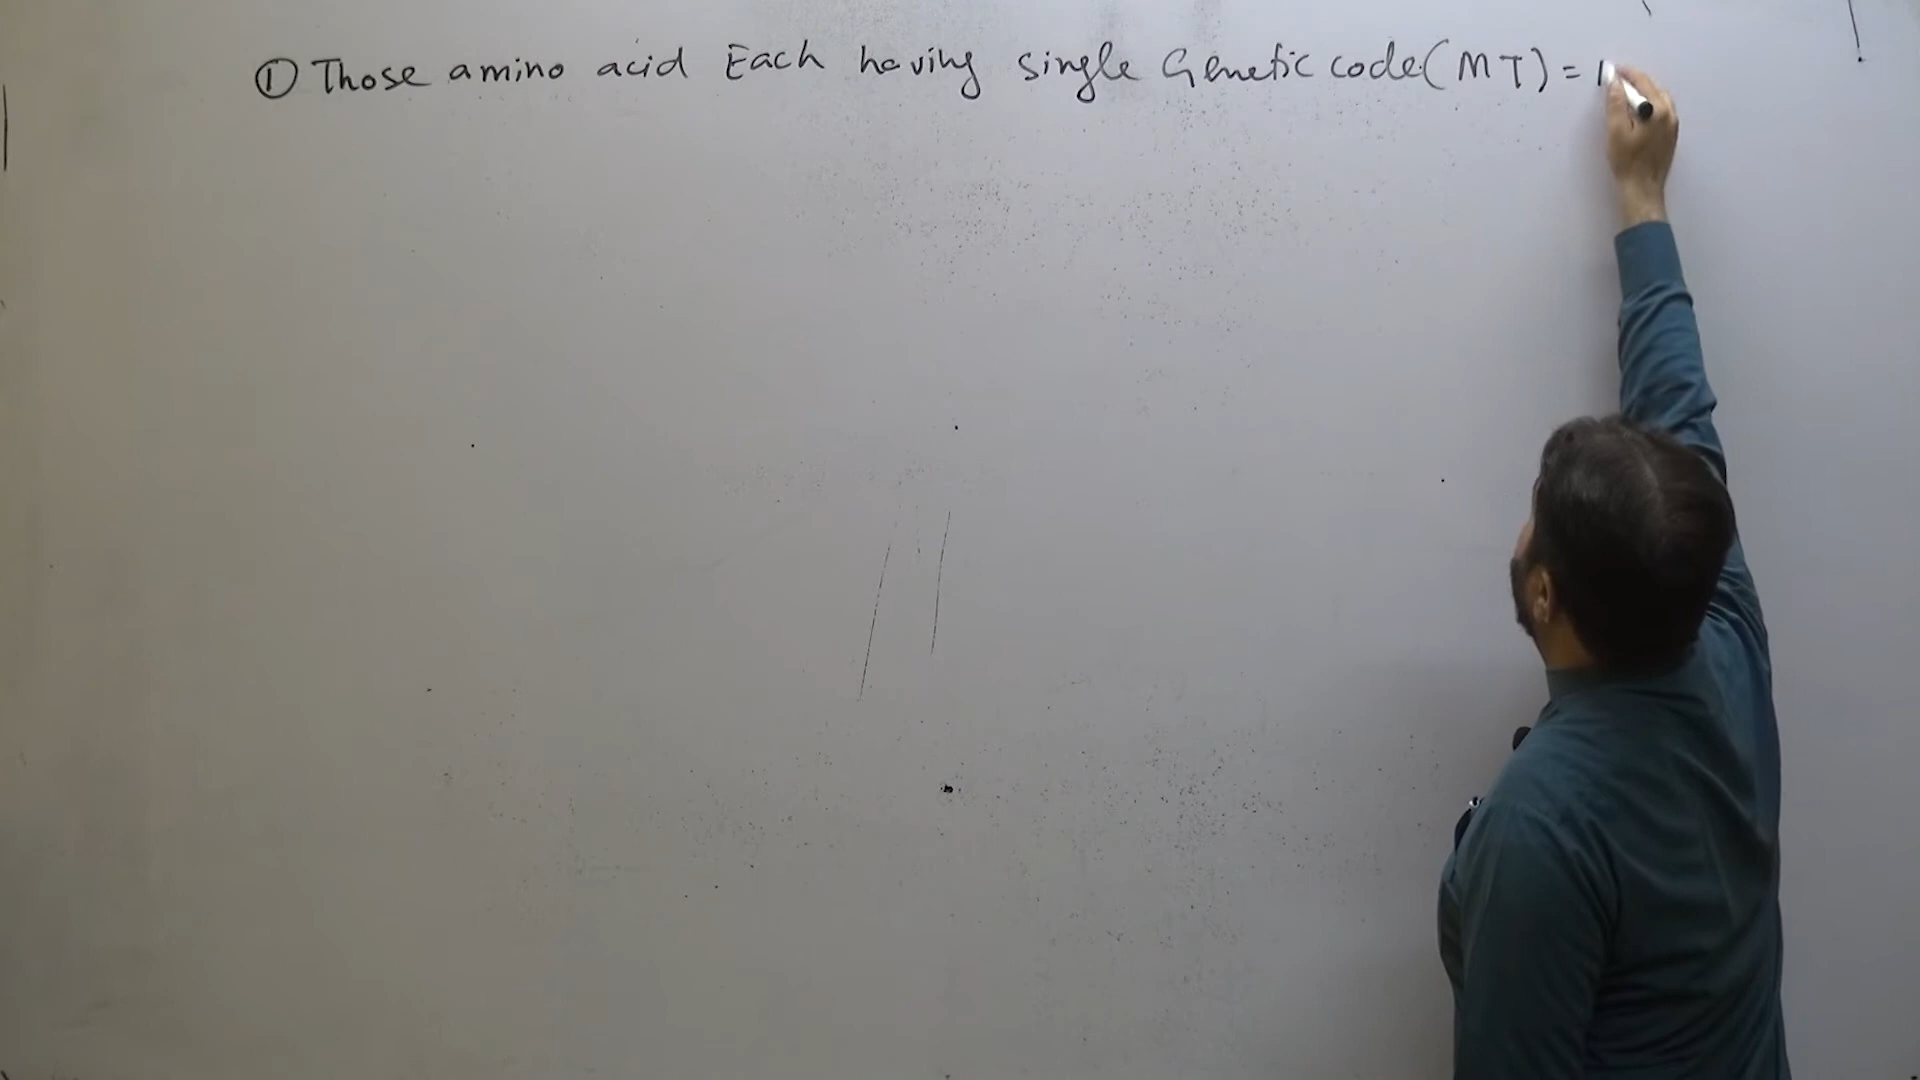 ① Those amino acid Each having single Genetic code (MT) = 1